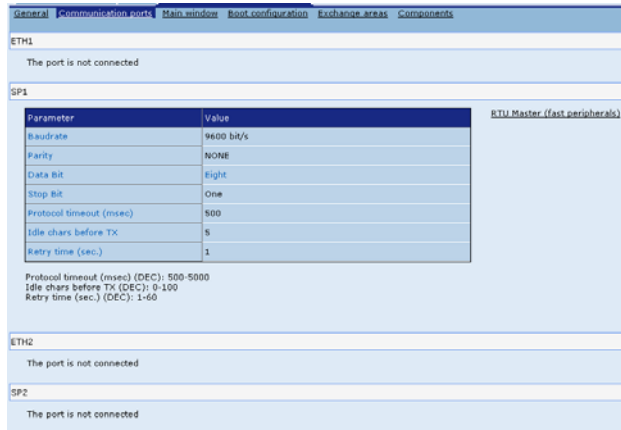 General Communication ports Main window Boot configuration Exchange areas Components
ETH1
The port is not connected
SP1
Parameter Value RTU Master (fast peripherals)
Baudrate 9600 bit/s
Parity NONE
Data Bit Eight
Stop Bit One
Protocol timeout (msec) 500
Idle chars before TX 5
Retry time (sec.) 1
Protocol timeout (msec) (DEC): 500-5000
Idle chars before TX (DEC): 0-100
Retry time (sec.) (DEC): 1-60
ETH2
The port is not connected
SP2
The port is not connected